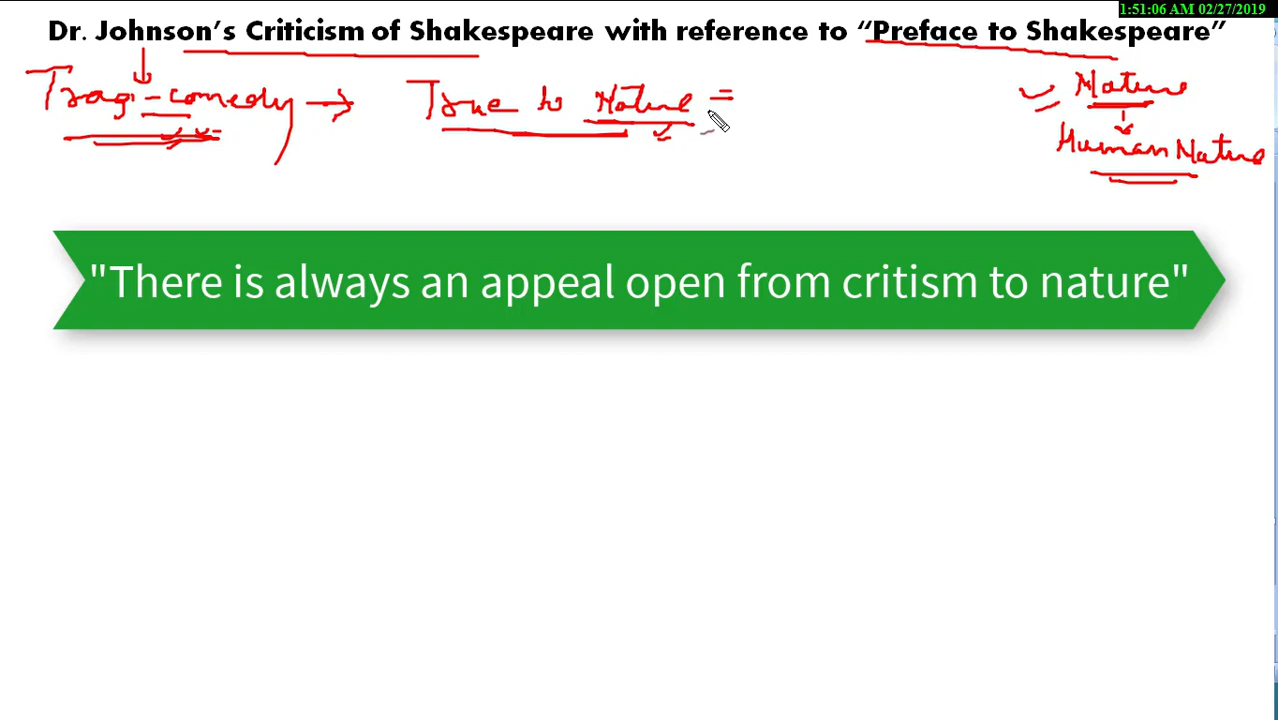 1:51:06 AM 02/27/2019
Dr. Johnson's Criticism of Shakespeare with reference to “Preface to Shakespeare”
Tragi-comedy → True to Nature =
Nature
Human Nature
"There is always an appeal open from critism to nature"